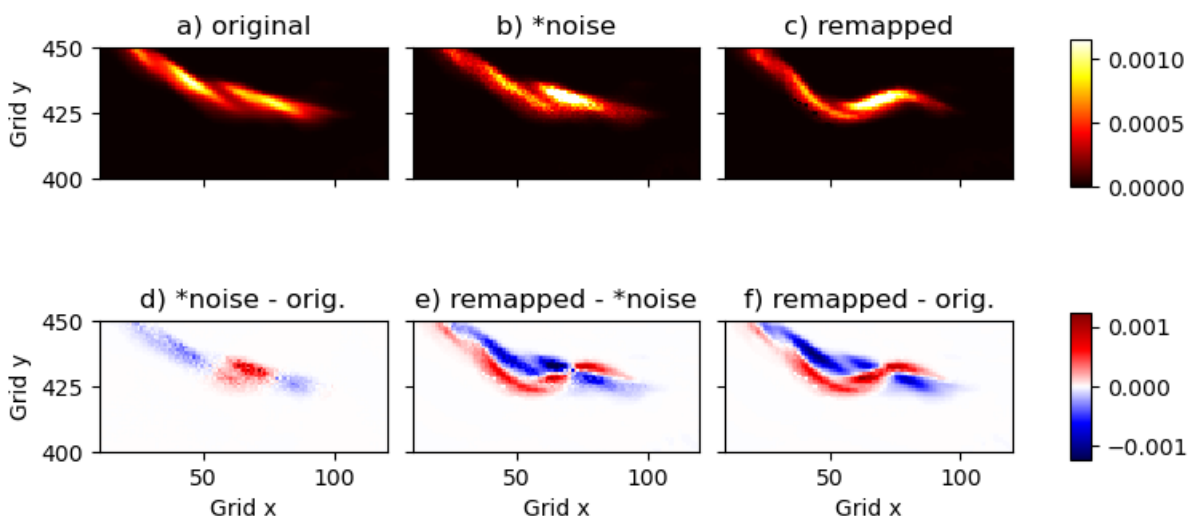 a) original
b) *noise
c) remapped
450
425
400
Grid y
0.0010
0.0005
0.0000
d) *noise - orig.
e) remapped - *noise
f) remapped - orig.
450
425
400
Grid y
0.001
0.000
−0.001
50
100
50
100
50
100
Grid x
Grid x
Grid x